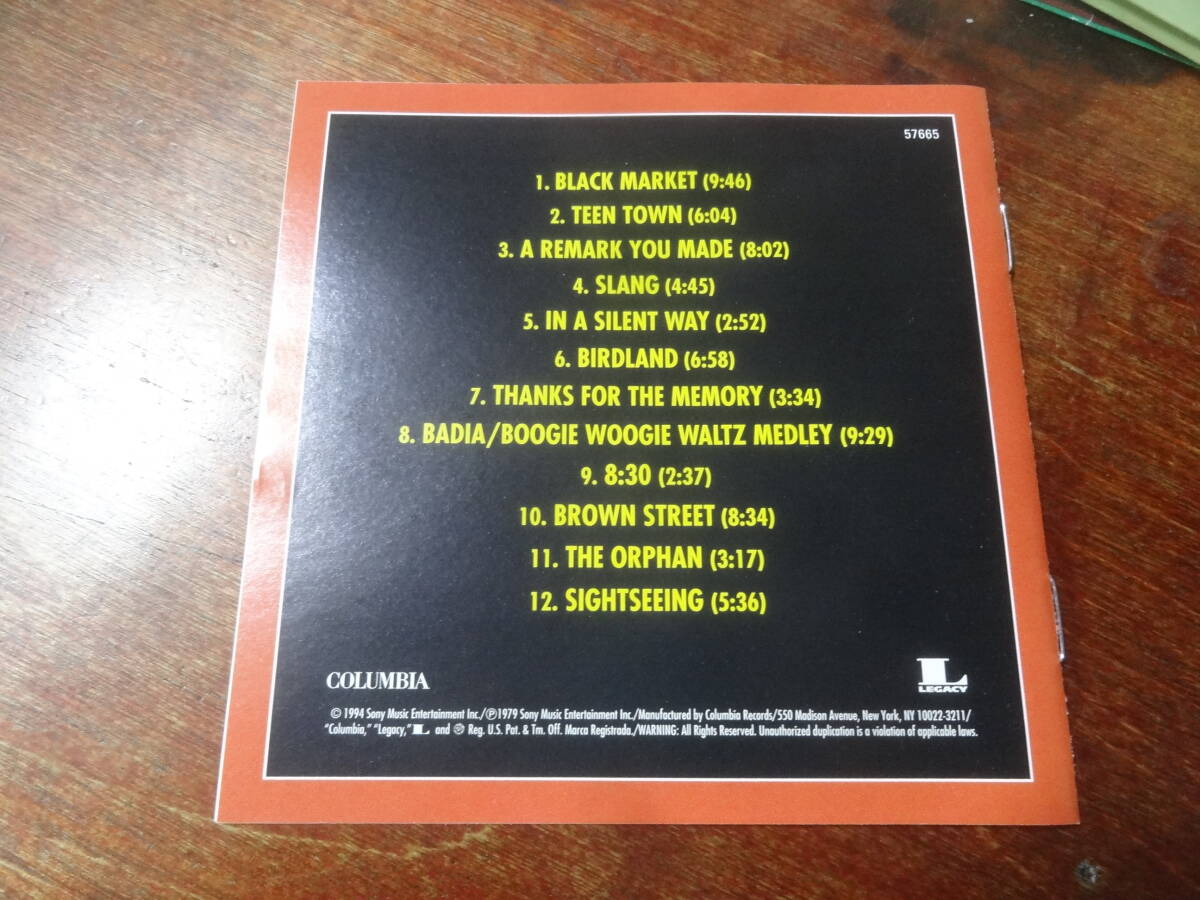 57665
1. BLACK MARKET (9:46)
2. TEEN TOWN (6:04)
3. A REMARK YOU MADE (8:02)
4. SLANG (4:45)
5. IN A SILENT WAY (2:52)
6. BIRDLAND (6:58)
7. THANKS FOR THE MEMORY (3:34)
8. BADIA/BOOGIE WOOGIE WALTZ MEDLEY (9:29)
9. 8:30 (2:37)
10. BROWN STREET (8:34)
11. THE ORPHAN (3:17)
12. SIGHTSEEING (5:36)
COLUMBIA
L
LEGACY
© 1994 Sony Music Entertainment Inc./Ⓟ1979 Sony Music Entertainment Inc./Manufactured by Columbia Records/550 Madison Avenue, New York, NY 10022-3211/
"Columbia," "Legacy," L and Reg. U.S. Pat. & Tm. Off. Marca Registrada./WARNING: All Rights Reserved. Unauthorized duplication is a violation of applicable laws.